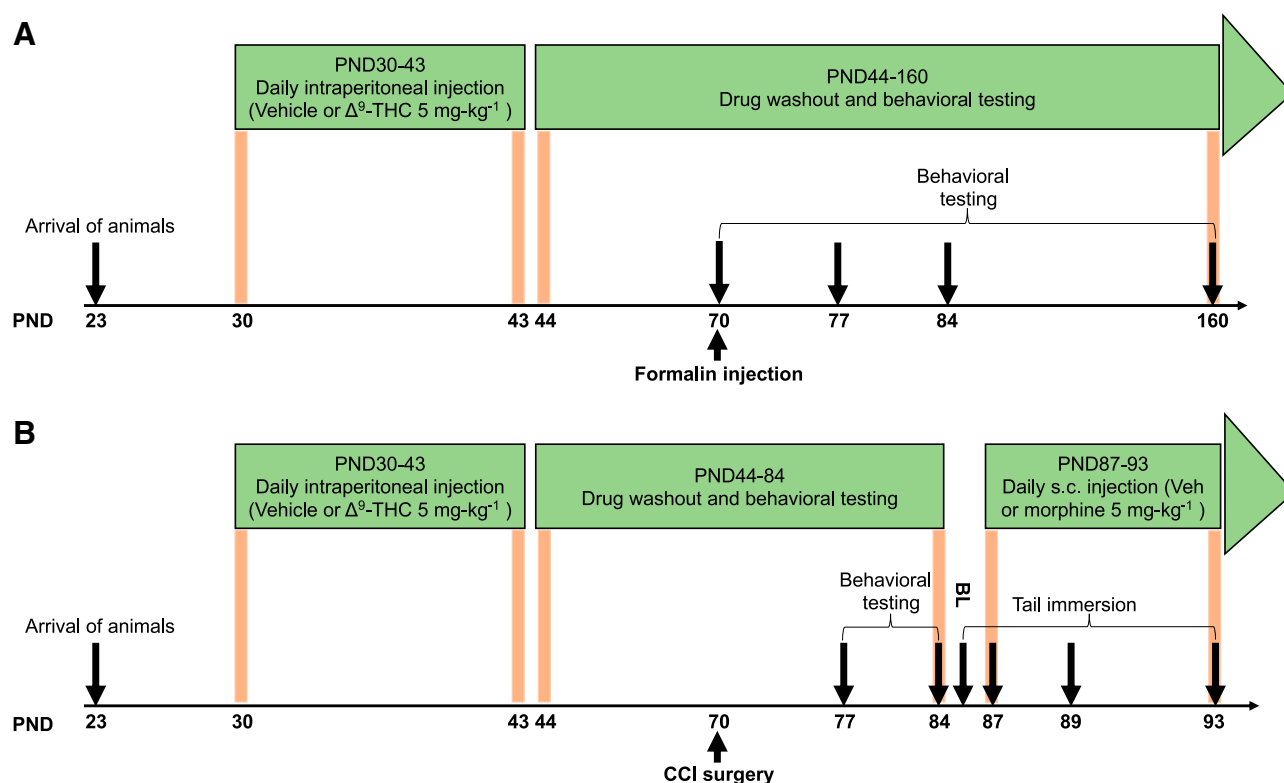 A
PND30-43
Daily intraperitoneal injection
(Vehicle or Δ⁹-THC 5 mg-kg⁻¹ )
PND44-160
Drug washout and behavioral testing
Behavioral
testing
Arrival of animals
PND 23 30 43 44 70 77 84 160
Formalin injection
B
PND30-43
Daily intraperitoneal injection
(Vehicle or Δ⁹-THC 5 mg-kg⁻¹ )
PND44-84
Drug washout and behavioral testing
PND87-93
Daily s.c. injection (Veh
or morphine 5 mg-kg⁻¹ )
Behavioral
testing
BL
Tail immersion
Arrival of animals
PND 23 30 43 44 70 77 84 87 89 93
CCI surgery